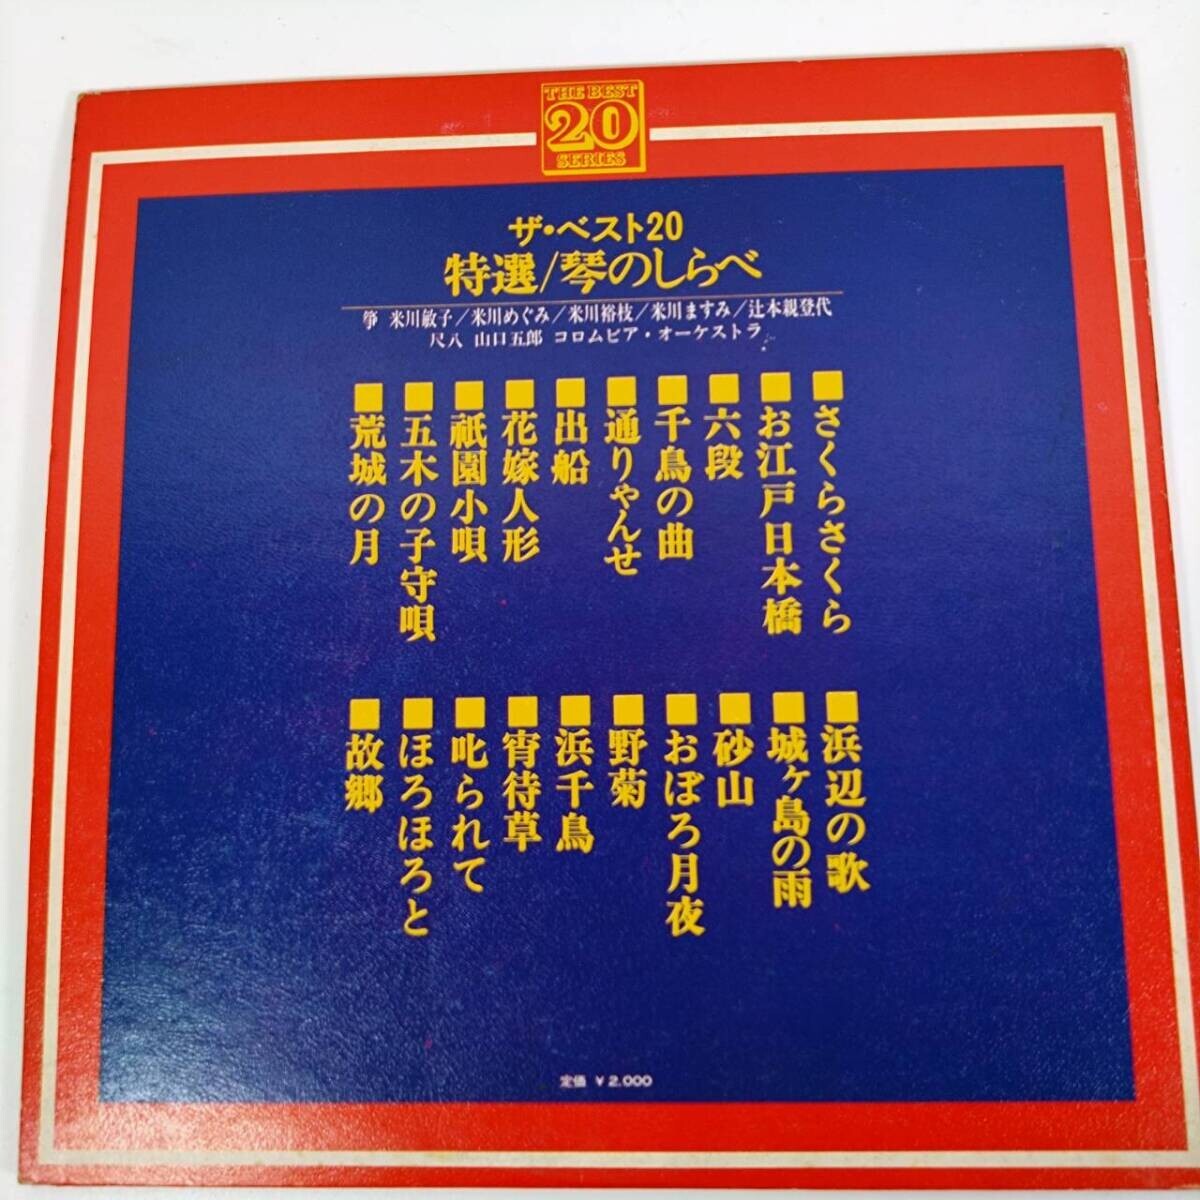 THE BEST
20
SERIES
ザ・ベスト20
特選/琴のしらべ
箏 米川敏子/米川めぐみ/米川裕枝/米川ますみ/辻本親登代
尺八 山口五郎 コロムビア・オーケストラ
■さくらさくら
■お江戸日本橋
■六段
■千鳥の曲
■通りゃんせ
■出船
■花嫁人形
■祇園小唄
■五木の子守唄
■荒城の月
■浜辺の歌
■城ヶ島の雨
■砂山
■おぼろ月夜
■野菊
■浜千鳥
■宵待草
■叱られて
■ほろほろと
■故郷
定価 ¥2,000